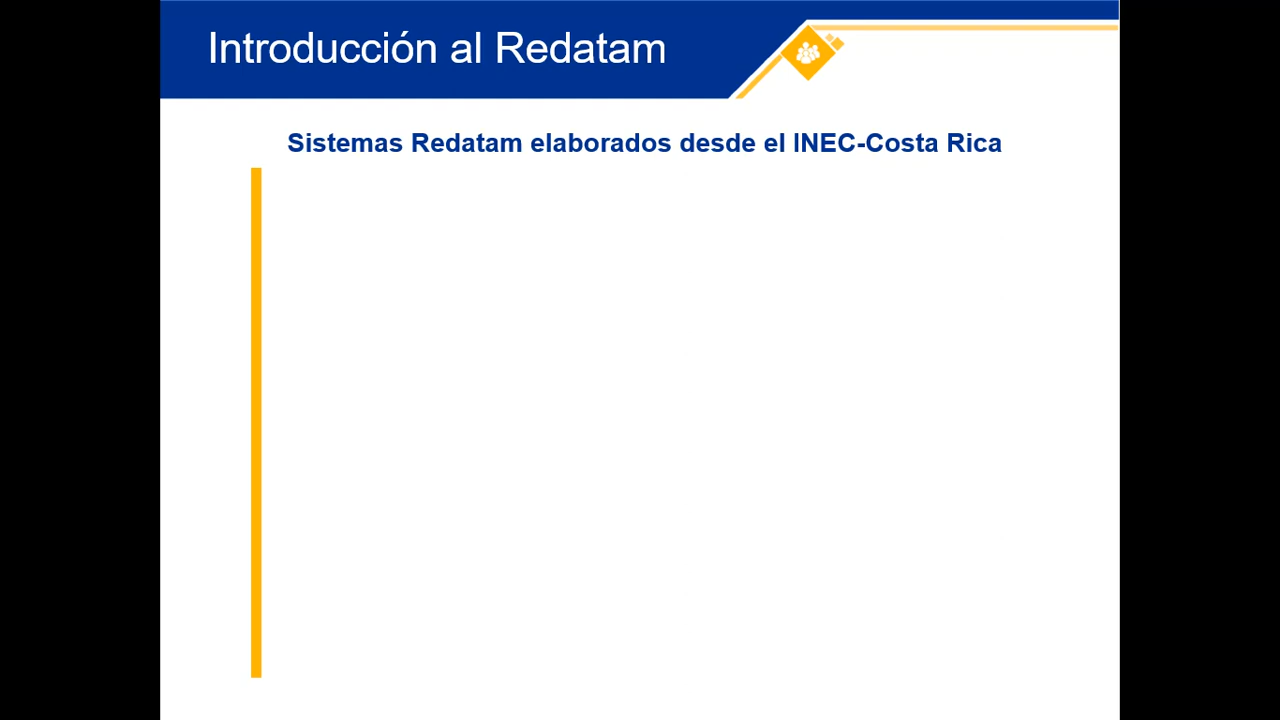 Introducción al Redatam
Sistemas Redatam elaborados desde el INEC-Costa Rica